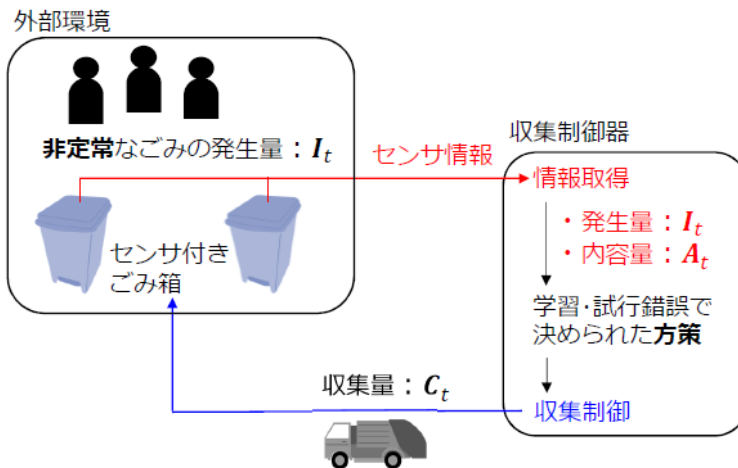 外部環境
非定常なごみの発生量：I_t
センサ情報
センサ付き
ごみ箱
収集制御器
情報取得
・発生量：I_t
・内容量：A_t
学習･試行錯誤で
決められた方策
収集制御
収集量：C_t